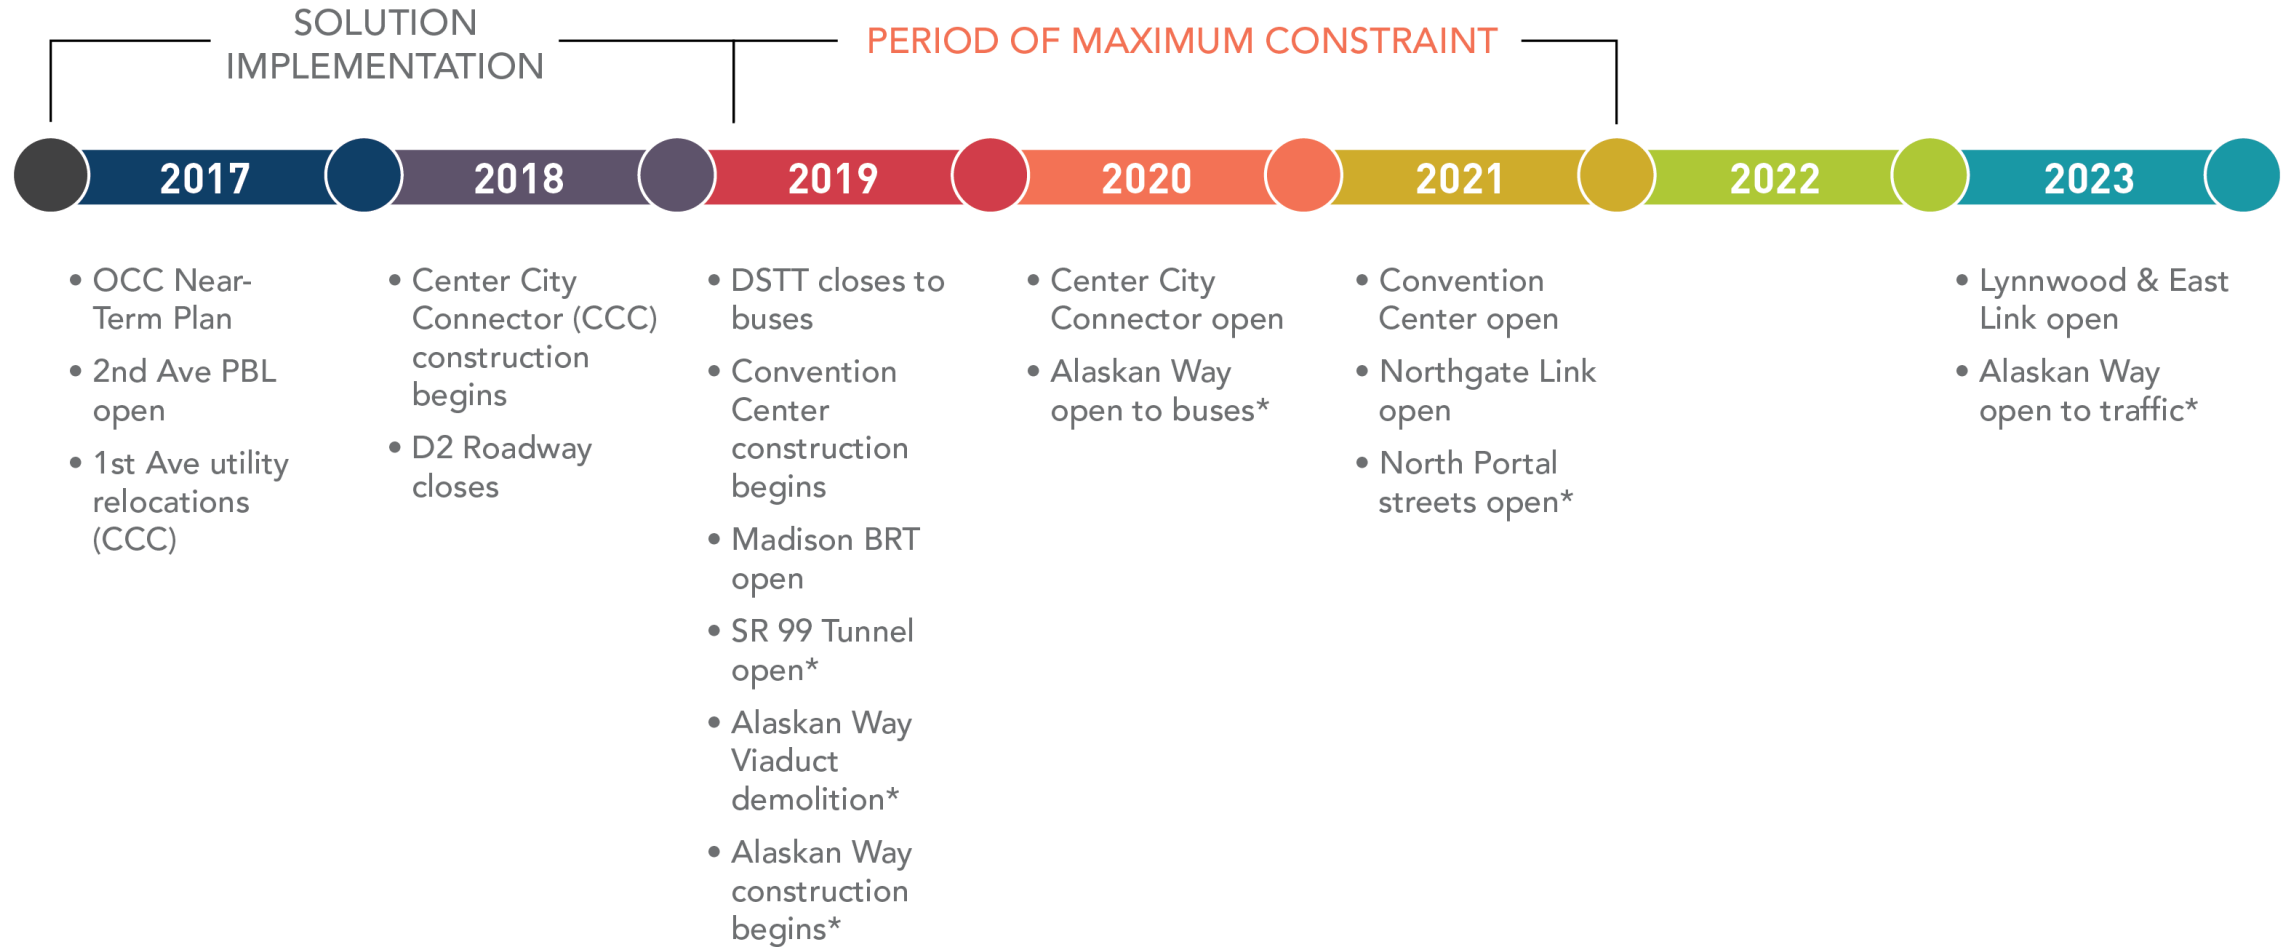 SOLUTION
IMPLEMENTATION
PERIOD OF MAXIMUM CONSTRAINT
2017
2018
2019
2020
2021
2022
2023
• OCC Near-
Term Plan
• 2nd Ave PBL
open
• 1st Ave utility
relocations
(CCC)
• Center City
Connector (CCC)
construction
begins
• D2 Roadway
closes
• DSTT closes to
buses
• Convention
Center
construction
begins
• Madison BRT
open
• SR 99 Tunnel
open*
• Alaskan Way
Viaduct
demolition*
• Alaskan Way
construction
begins*
• Center City
Connector open
• Alaskan Way
open to buses*
• Convention
Center open
• Northgate Link
open
• North Portal
streets open*
• Lynnwood & East
Link open
• Alaskan Way
open to traffic*